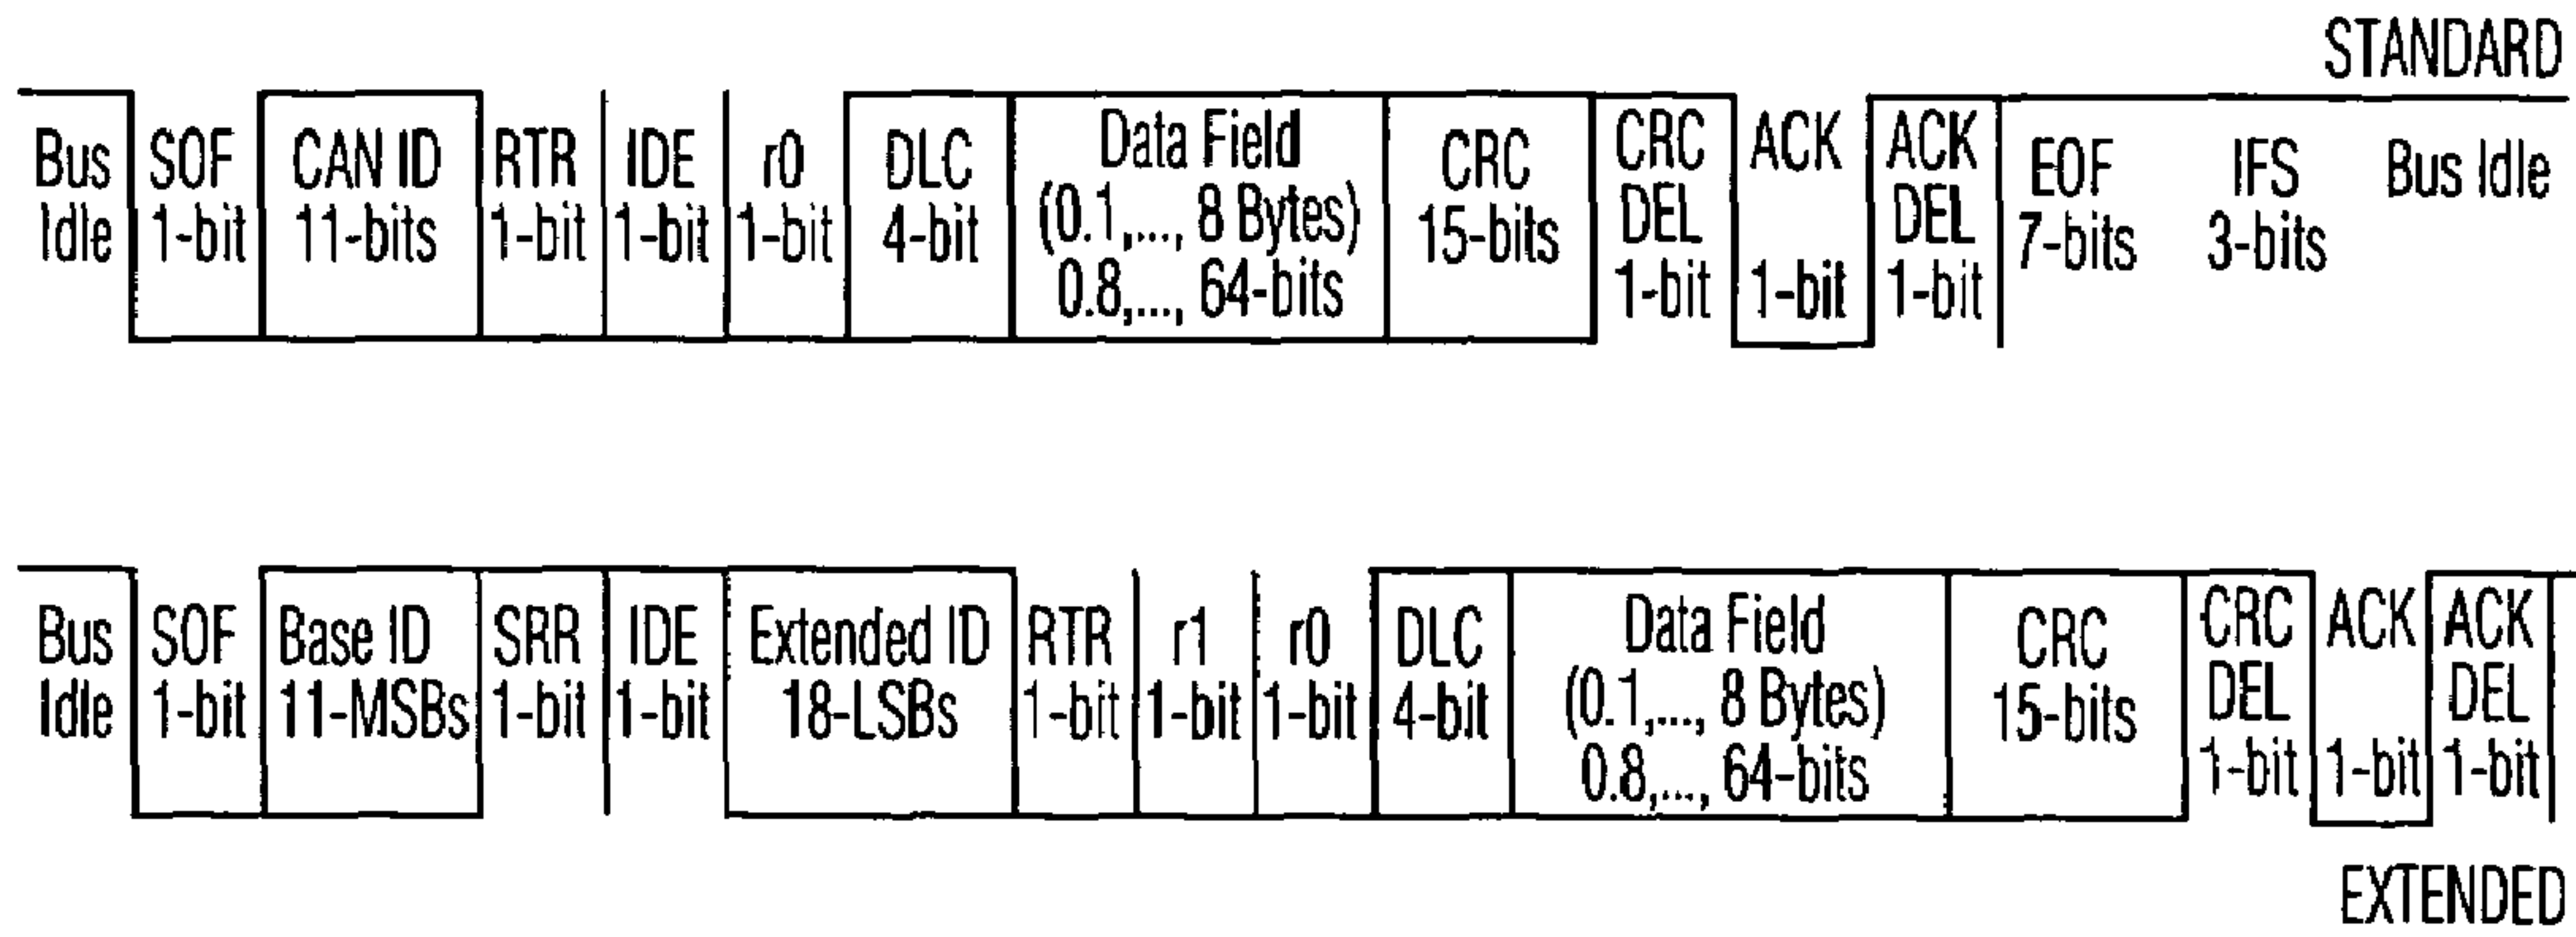 STANDARD
Bus Idle
SOF 1-bit
CAN ID 11-bits
RTR 1-bit
IDE 1-bit
r0 1-bit
DLC 4-bit
Data Field
(0.1,..., 8 Bytes)
0.8,..., 64-bits
CRC 15-bits
CRC DEL 1-bit
ACK 1-bit
ACK DEL 1-bit
EOF 7-bits
IFS 3-bits
Bus Idle
Bus Idle
SOF 1-bit
Base ID 11-MSBs
SRR 1-bit
IDE 1-bit
Extended ID 18-LSBs
RTR 1-bit
r1 1-bit
r0 1-bit
DLC 4-bit
Data Field
(0.1,..., 8 Bytes)
0.8,..., 64-bits
CRC 15-bits
CRC DEL 1-bit
ACK 1-bit
ACK DEL 1-bit
EXTENDED